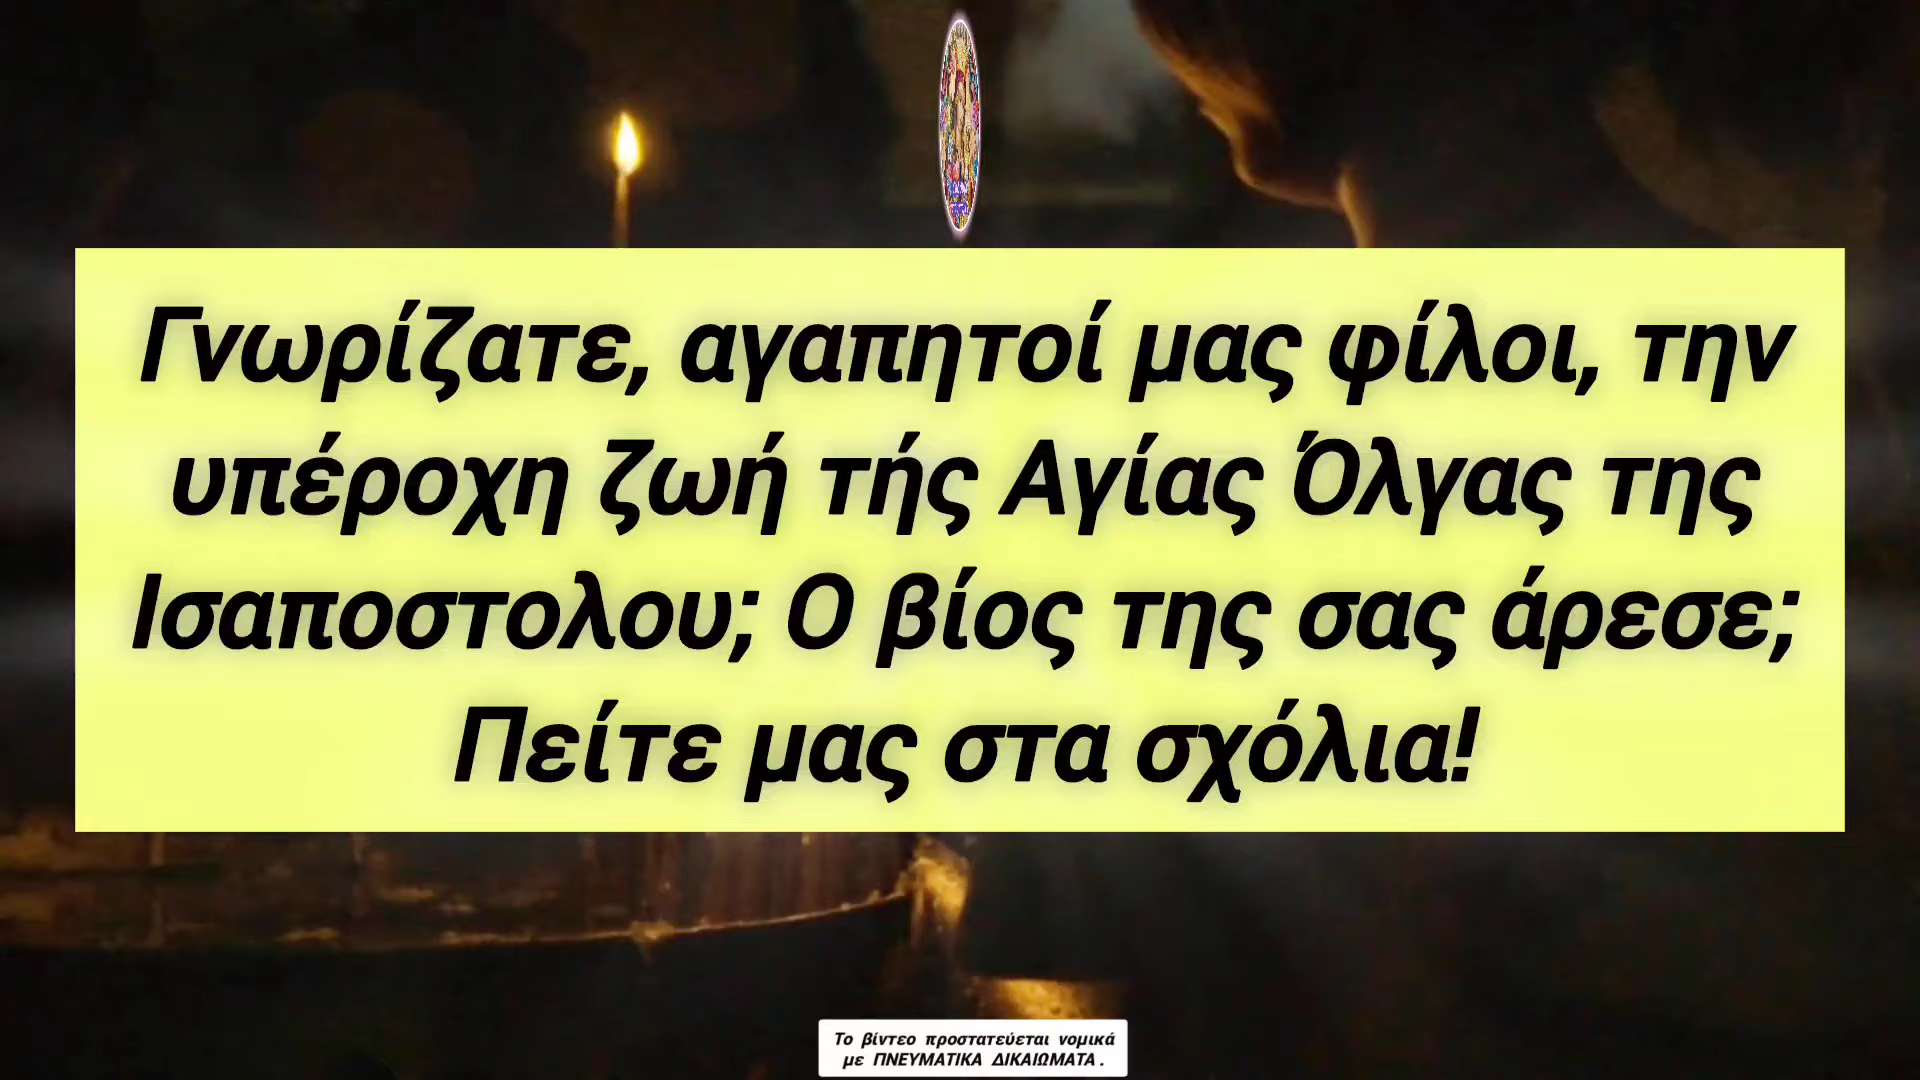 Γνωρίζατε, αγαπητοί μας φίλοι, την
υπέροχη ζωή τής Αγίας Όλγας της
Ισαποστολου; Ο βίος της σας άρεσε;
Πείτε μας στα σχόλια!
Το βίντεο προστατεύεται νομικά
με ΠΝΕΥΜΑΤΙΚΑ ΔΙΚΑΙΩΜΑΤΑ.